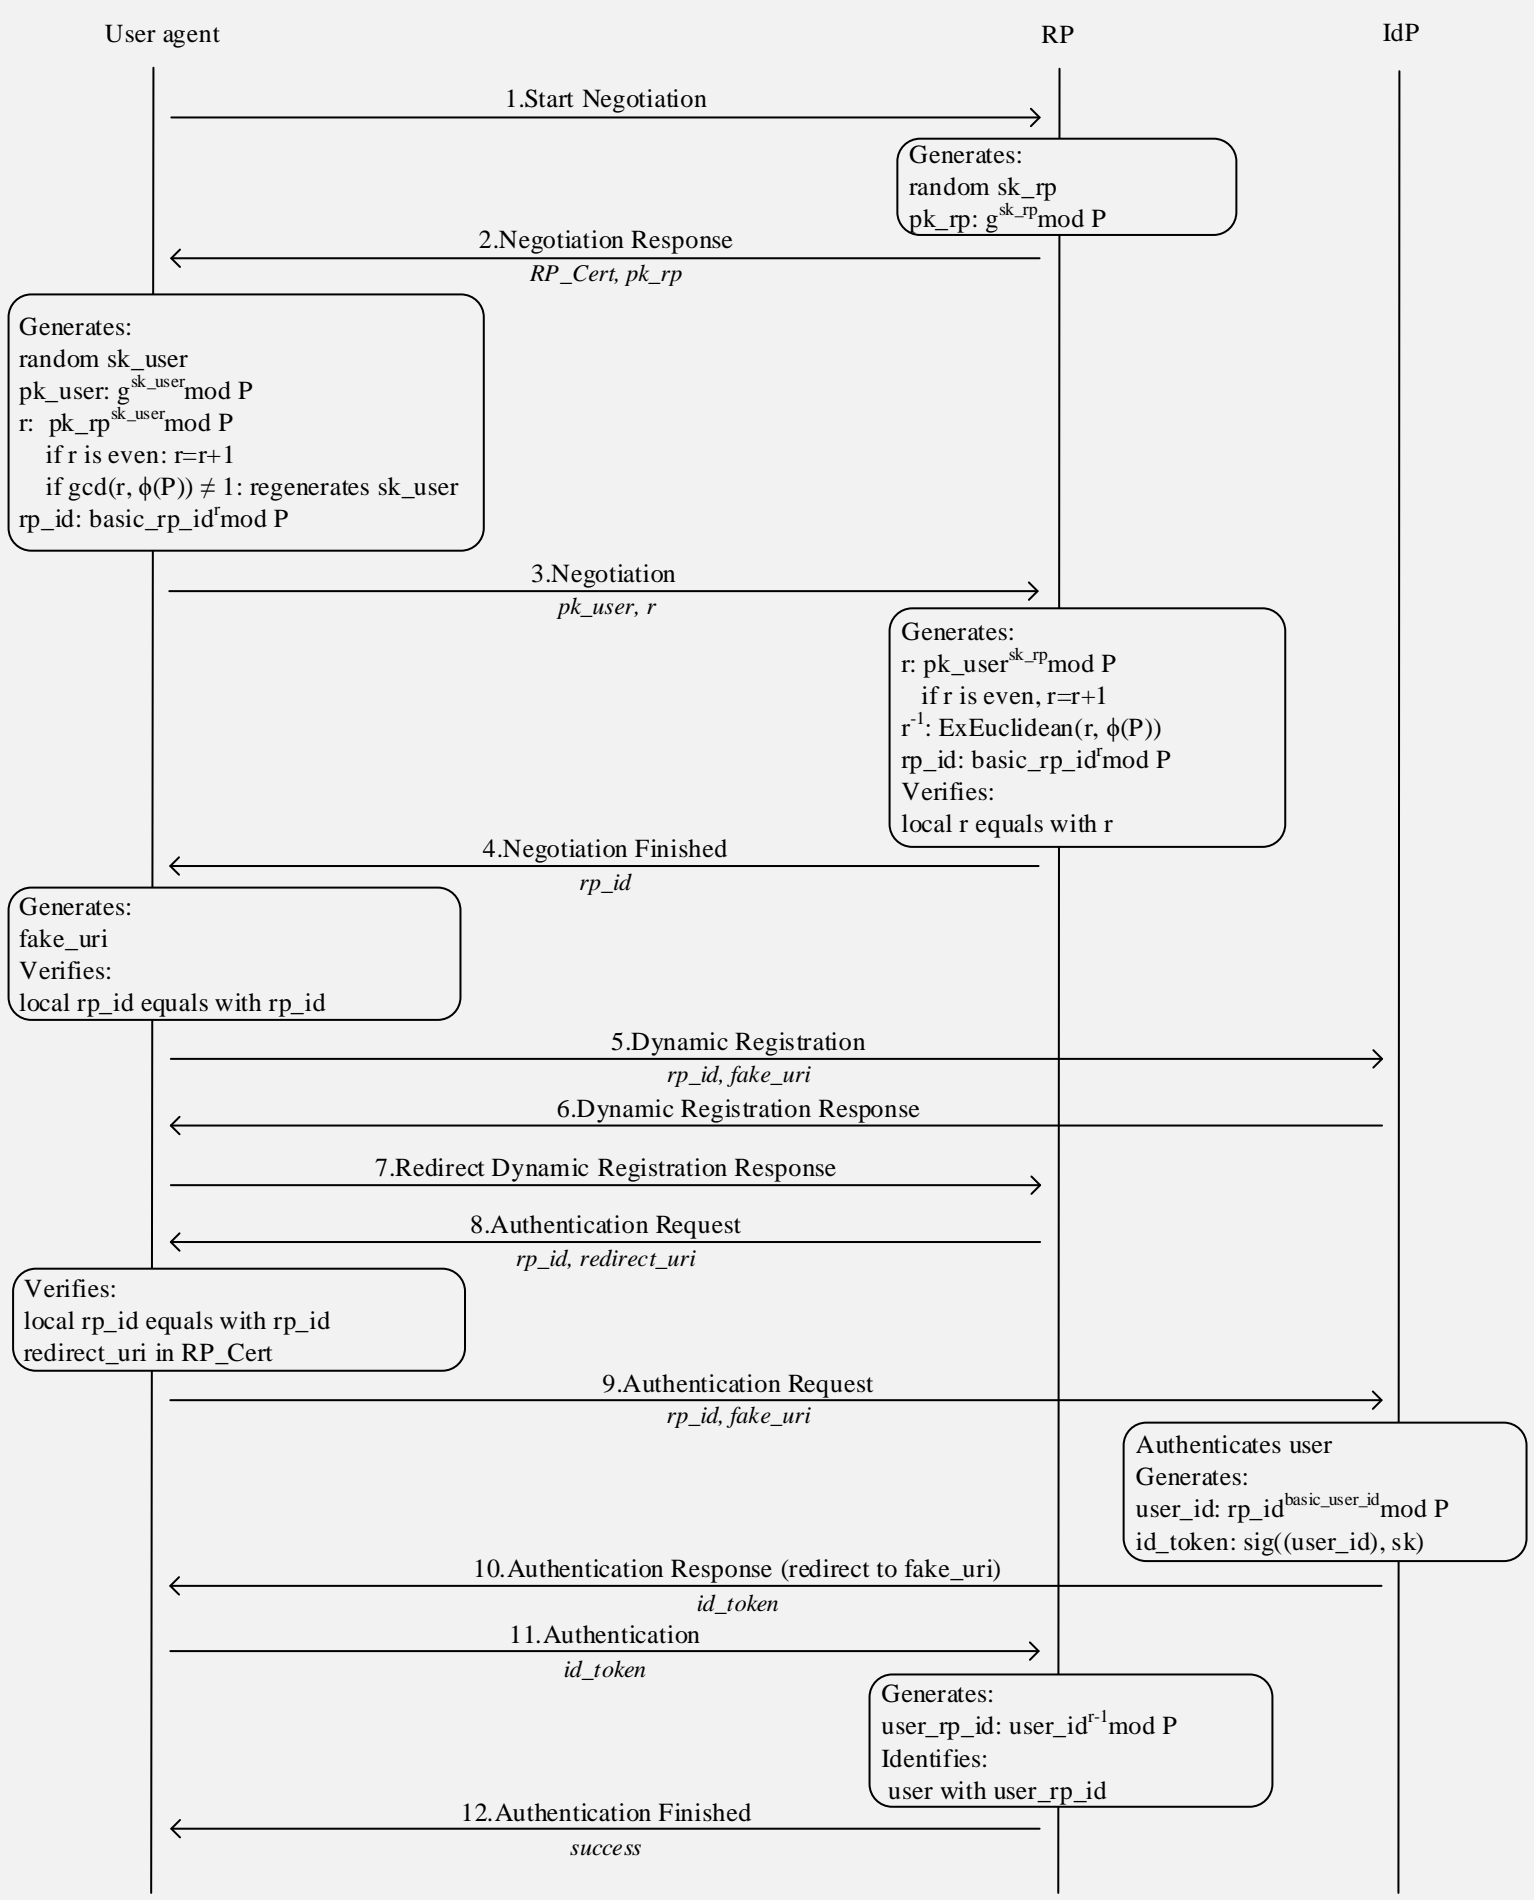 User agent
RP
IdP
1.Start Negotiation
Generates:
random sk_rp
pk_rp: g^sk_rp mod P
2.Negotiation Response
RP_Cert, pk_rp
Generates:
random sk_user
pk_user: g^sk_user mod P
r: pk_rp^sk_user mod P
if r is even: r=r+1
if gcd(r, ϕ(P)) ≠ 1: regenerates sk_user
rp_id: basic_rp_id^r mod P
3.Negotiation
pk_user, r
Generates:
r: pk_user^sk_rp mod P
if r is even, r=r+1
r^-1: ExEuclidean(r, ϕ(P))
rp_id: basic_rp_id^r mod P
Verifies:
local r equals with r
4.Negotiation Finished
rp_id
Generates:
fake_uri
Verifies:
local rp_id equals with rp_id
5.Dynamic Registration
rp_id, fake_uri
6.Dynamic Registration Response
7.Redirect Dynamic Registration Response
8.Authentication Request
rp_id, redirect_uri
Verifies:
local rp_id equals with rp_id
redirect_uri in RP_Cert
9.Authentication Request
rp_id, fake_uri
Authenticates user
Generates:
user_id: rp_id^basic_user_id mod P
id_token: sig((user_id), sk)
10.Authentication Response (redirect to fake_uri)
id_token
11.Authentication
id_token
Generates:
user_rp_id: user_id^r-1 mod P
Identifies:
user with user_rp_id
12.Authentication Finished
success